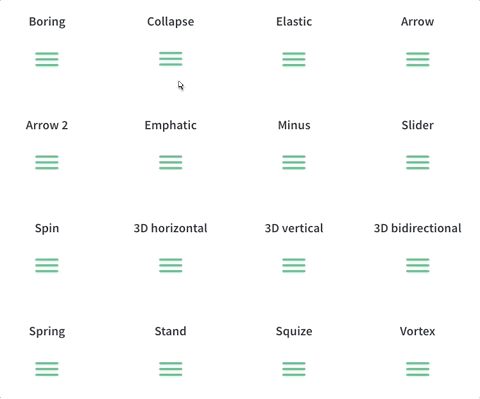 Boring Collapse Elastic Arrow
Arrow 2 Emphatic Minus Slider
Spin 3D horizontal 3D vertical 3D bidirectional
Spring Stand Squize Vortex